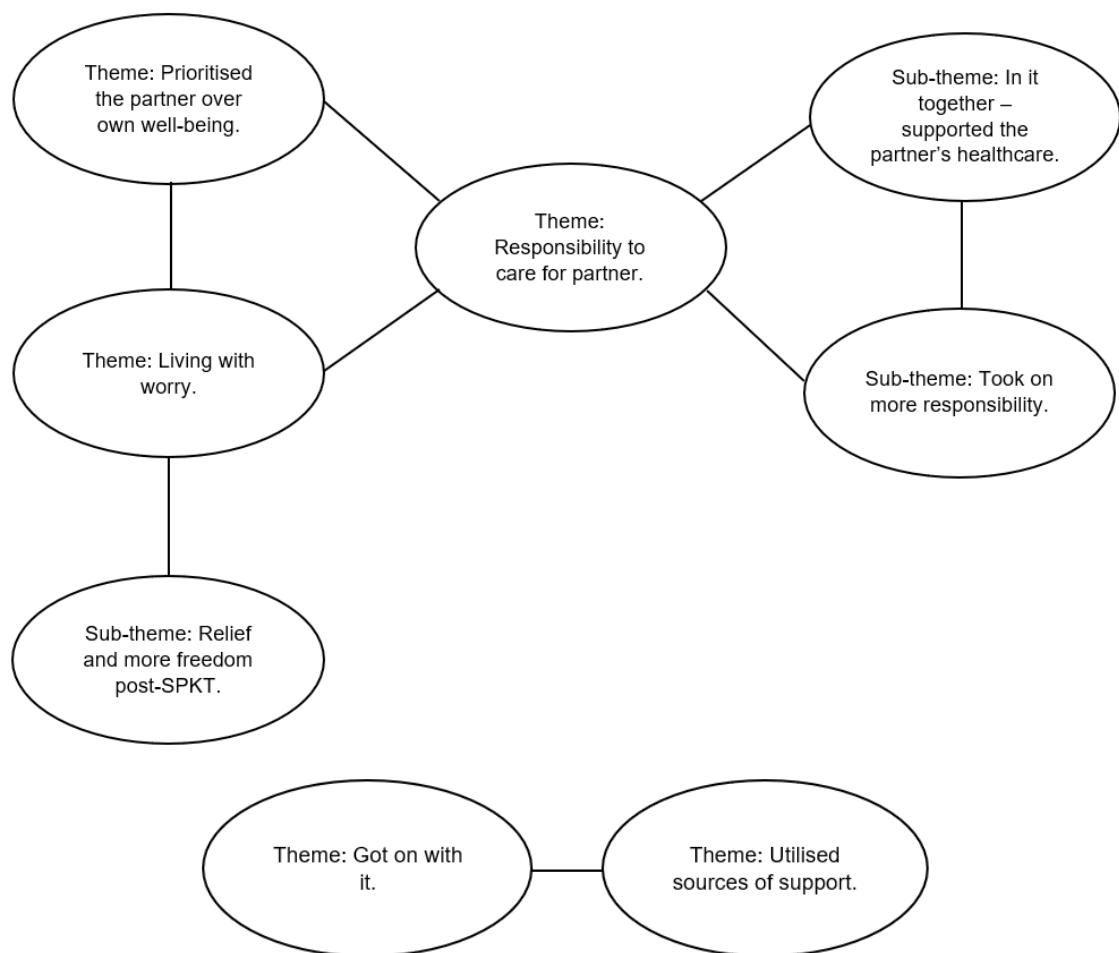 Theme: Prioritised
the partner over
own well-being.
Sub-theme: In it
together –
supported the
partner’s healthcare.
Theme:
Responsibility to
care for partner.
Theme: Living with
worry.
Sub-theme: Took on
more responsibility.
Sub-theme: Relief
and more freedom
post-SPKT.
Theme: Got on with
it.
Theme: Utilised
sources of support.